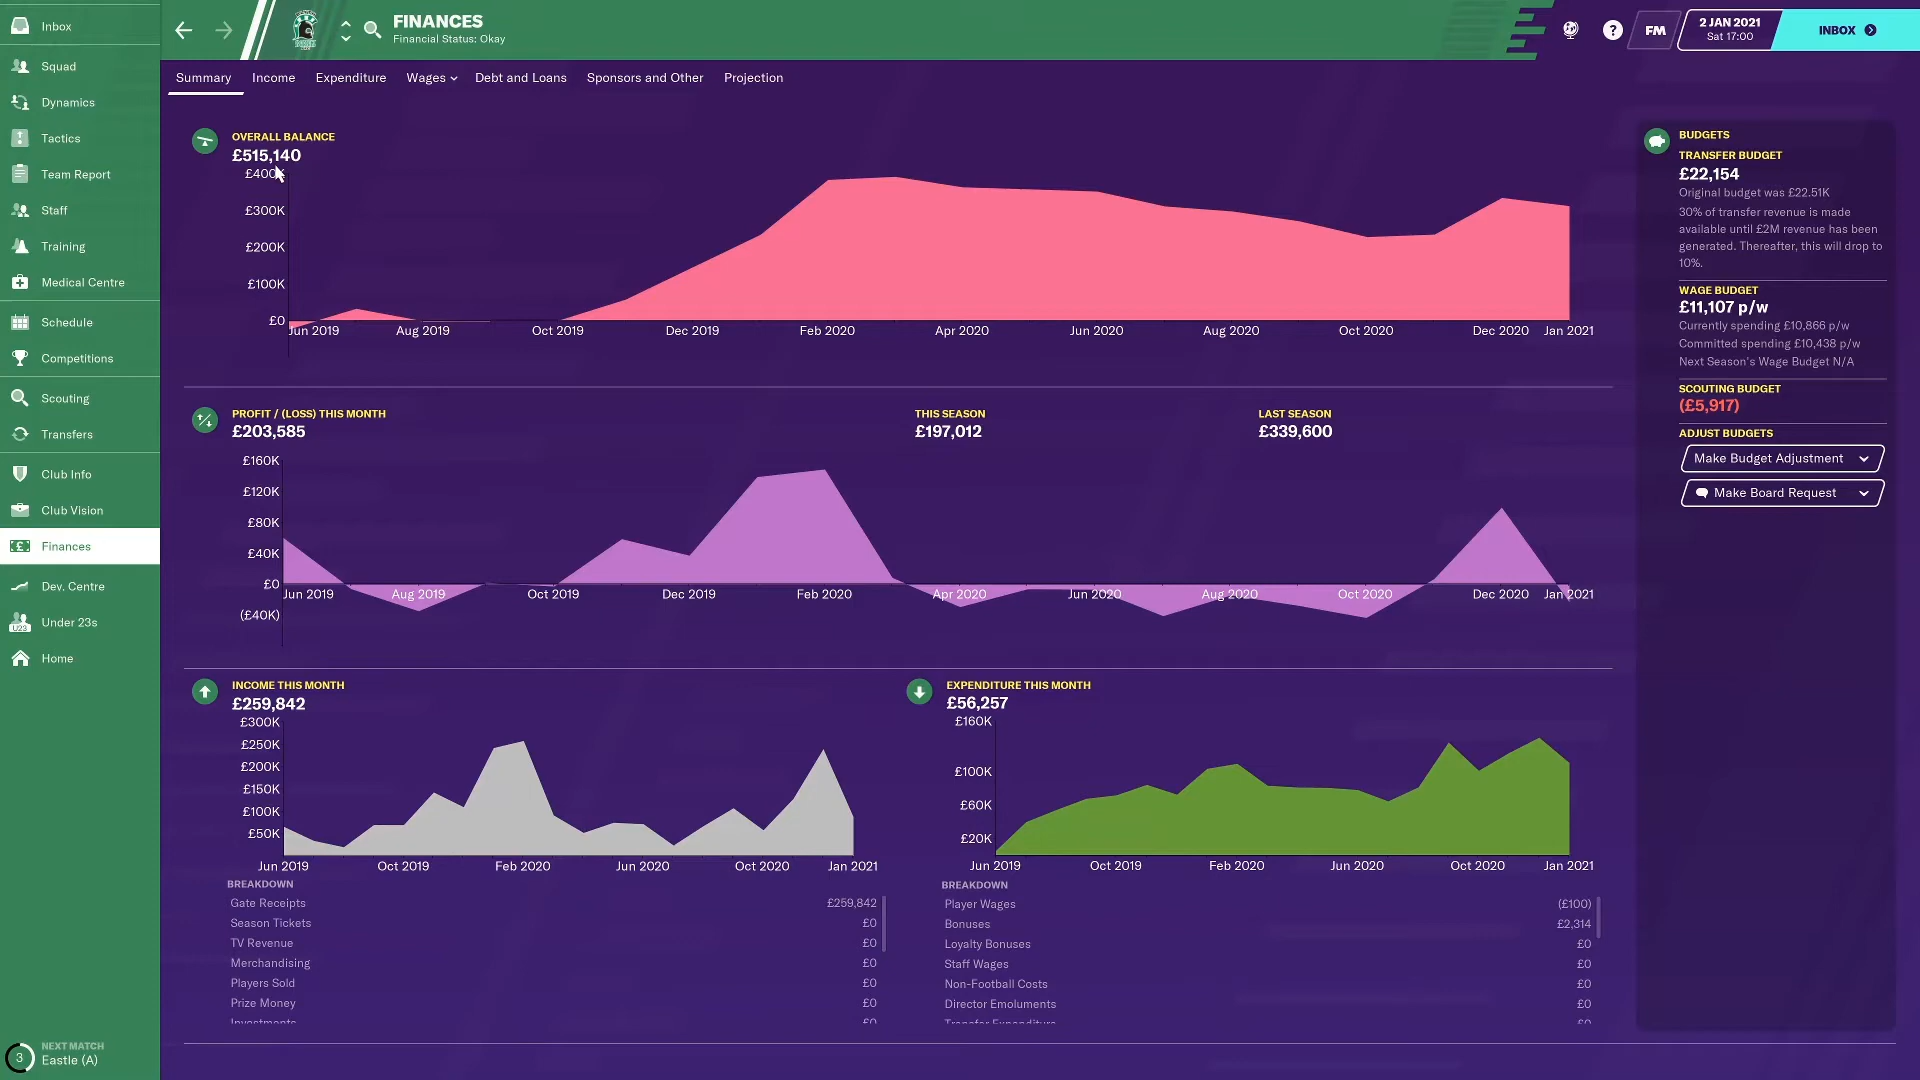 Inbox
FINANCES
Financial Status: Okay
FM
2 JAN 2021
Sat 17:00
INBOX
Squad
Dynamics
Tactics
Team Report
Staff
Training
Medical Centre
Schedule
Competitions
Scouting
Transfers
Club Info
Club Vision
Finances
Dev. Centre
U23
Under 23s
Home
3
NEXT MATCH
Eastle (A)
Summary
Income
Expenditure
Wages
Debt and Loans
Sponsors and Other
Projection
OVERALL BALANCE
£515,140
£400K
£300K
£200K
£100K
£0
Jun 2019
Aug 2019
Oct 2019
Dec 2019
Feb 2020
Apr 2020
Jun 2020
Aug 2020
Oct 2020
Dec 2020
Jan 2021
PROFIT / (LOSS) THIS MONTH
£203,585
THIS SEASON
£197,012
LAST SEASON
£339,600
£160K
£120K
£80K
£40K
£0
(£40K)
Jun 2019
Aug 2019
Oct 2019
Dec 2019
Feb 2020
Apr 2020
Jun 2020
Aug 2020
Oct 2020
Dec 2020
Jan 2021
INCOME THIS MONTH
£259,842
£300K
£250K
£200K
£150K
£100K
£50K
Jun 2019
Oct 2019
Feb 2020
Jun 2020
Oct 2020
Jan 2021
BREAKDOWN
Gate Receipts £259,842
Season Tickets £0
TV Revenue £0
Merchandising £0
Players Sold £0
Prize Money £0
Investments £0
EXPENDITURE THIS MONTH
£56,257
£160K
£100K
£60K
£20K
Jun 2019
Oct 2019
Feb 2020
Jun 2020
Oct 2020
Jan 2021
BREAKDOWN
Player Wages (£100)
Bonuses £2,314
Loyalty Bonuses £0
Staff Wages £0
Non-Football Costs £0
Director Emoluments £0
Transfer Expenditure £0
BUDGETS
TRANSFER BUDGET
£22,154
Original budget was £22.51K
30% of transfer revenue is made
available until £2M revenue has been
generated. Thereafter, this will drop to
10%.
WAGE BUDGET
£11,107 p/w
Currently spending £10,866 p/w
Committed spending £10,438 p/w
Next Season's Wage Budget N/A
SCOUTING BUDGET
(£5,917)
ADJUST BUDGETS
Make Budget Adjustment
Make Board Request